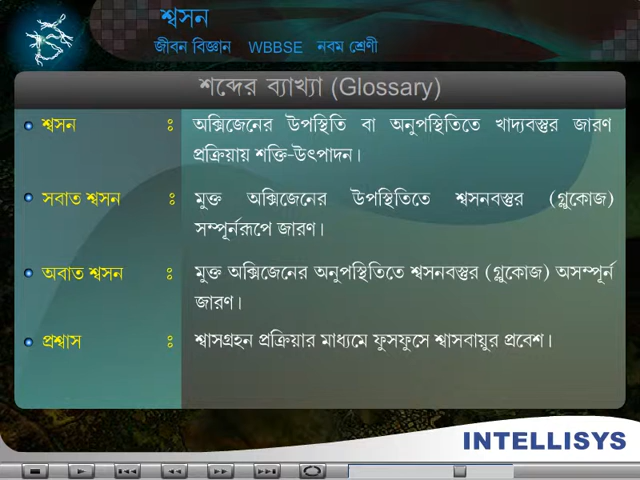 শ্বসন
জীবন বিজ্ঞান WBBSE নবম শ্রেণী
শব্দের ব্যাখ্যা (Glossary)
শ্বসন ঃ অক্সিজেনের উপস্থিতি বা অনুপস্থিতিতে খাদ্যবস্তুর জারণ
প্রক্রিয়ায় শক্তি-উৎপাদন।
সবাত শ্বসন ঃ মুক্ত অক্সিজেনের উপস্থিতিতে শ্বসনবস্তুর (গ্লুকোজ)
সম্পূর্নরূপে জারণ।
অবাত শ্বসন ঃ মুক্ত অক্সিজেনের অনুপস্থিতিতে শ্বসনবস্তুর (গ্লুকোজ) অসম্পূর্ন
জারণ।
প্রশ্বাস ঃ শ্বাসগ্রহন প্রক্রিয়ার মাধ্যমে ফুসফুসে শ্বাসবায়ুর প্রবেশ।
INTELLISYS